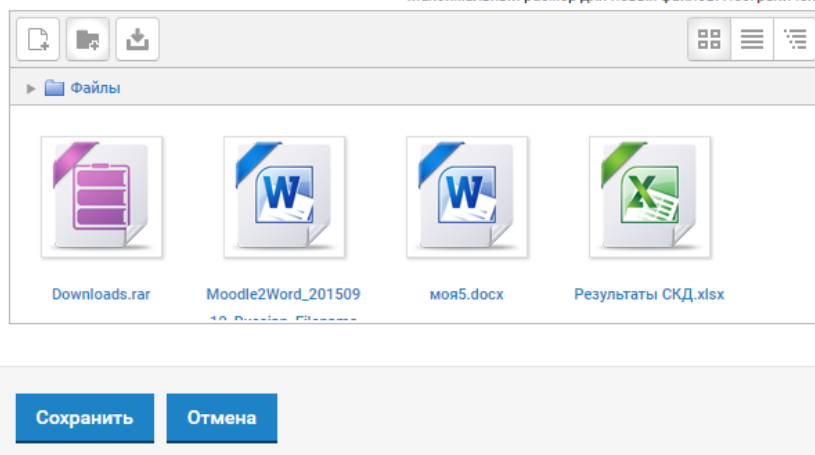 Файлы
Downloads.rar
Moodle2Word_201509
моя5.docx
Результаты СКД.xlsx
Сохранить
Отмена